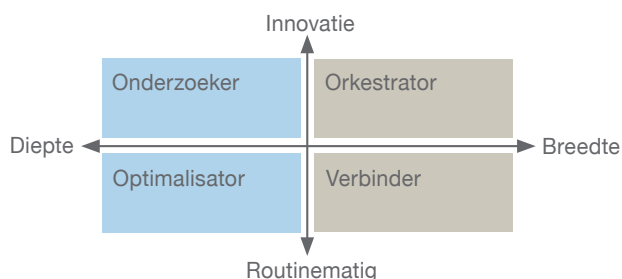 Innovatie
Onderzoeker
Orkestrator
Diepte
Breedte
Optimalisator
Verbinder
Routinematig